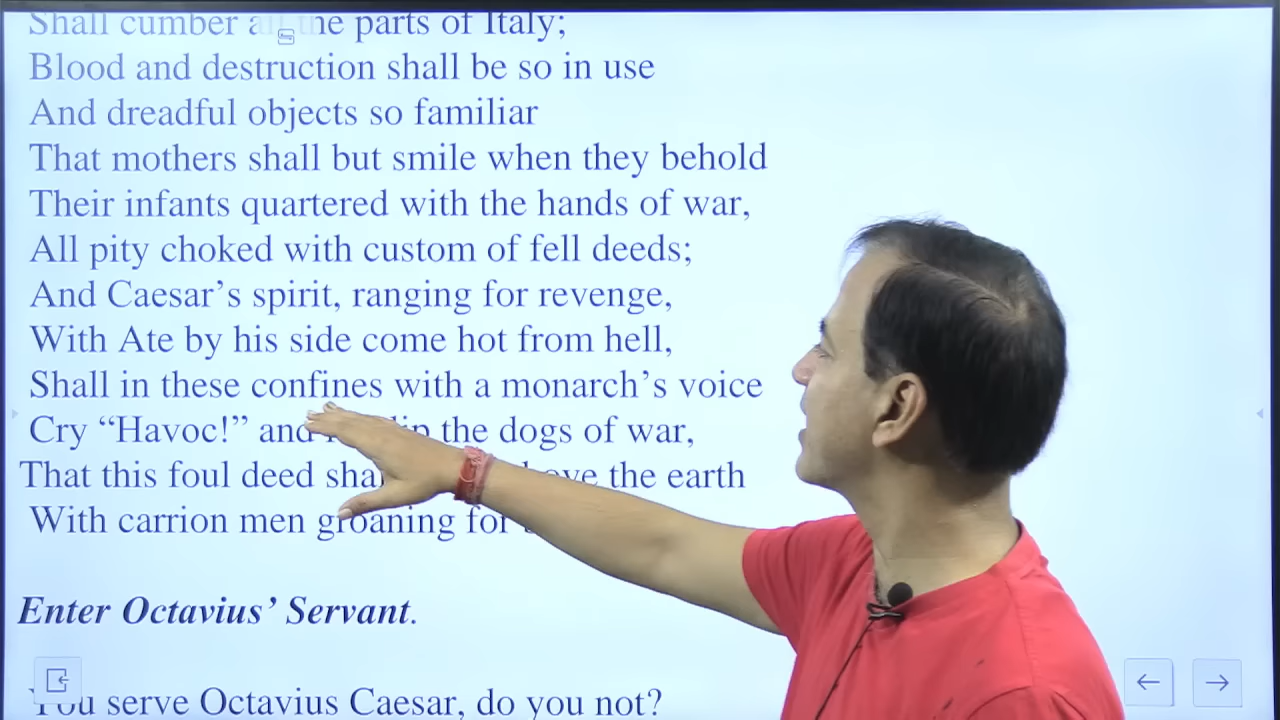 Shall cumber the parts of Italy;
Blood and destruction shall be so in use
And dreadful objects so familiar
That mothers shall but smile when they behold
Their infants quartered with the hands of war,
All pity choked with custom of fell deeds;
And Caesar’s spirit, ranging for revenge,
With Ate by his side come hot from hell,
Shall in these confines with a monarch’s voice
Cry “Havoc!” and the dogs of war,
That this foul deed the earth
With carrion men groaning for
Enter Octavius’ Servant.
You serve Octavius Caesar, do you not?